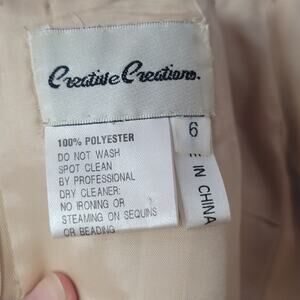 Creative Creations.
100% POLYESTER
DO NOT WASH
SPOT CLEAN
BY PROFESSIONAL
DRY CLEANER:
NO IRONING OR
STEAMING ON SEQUINS
OR BEADING
6
IN CHINA